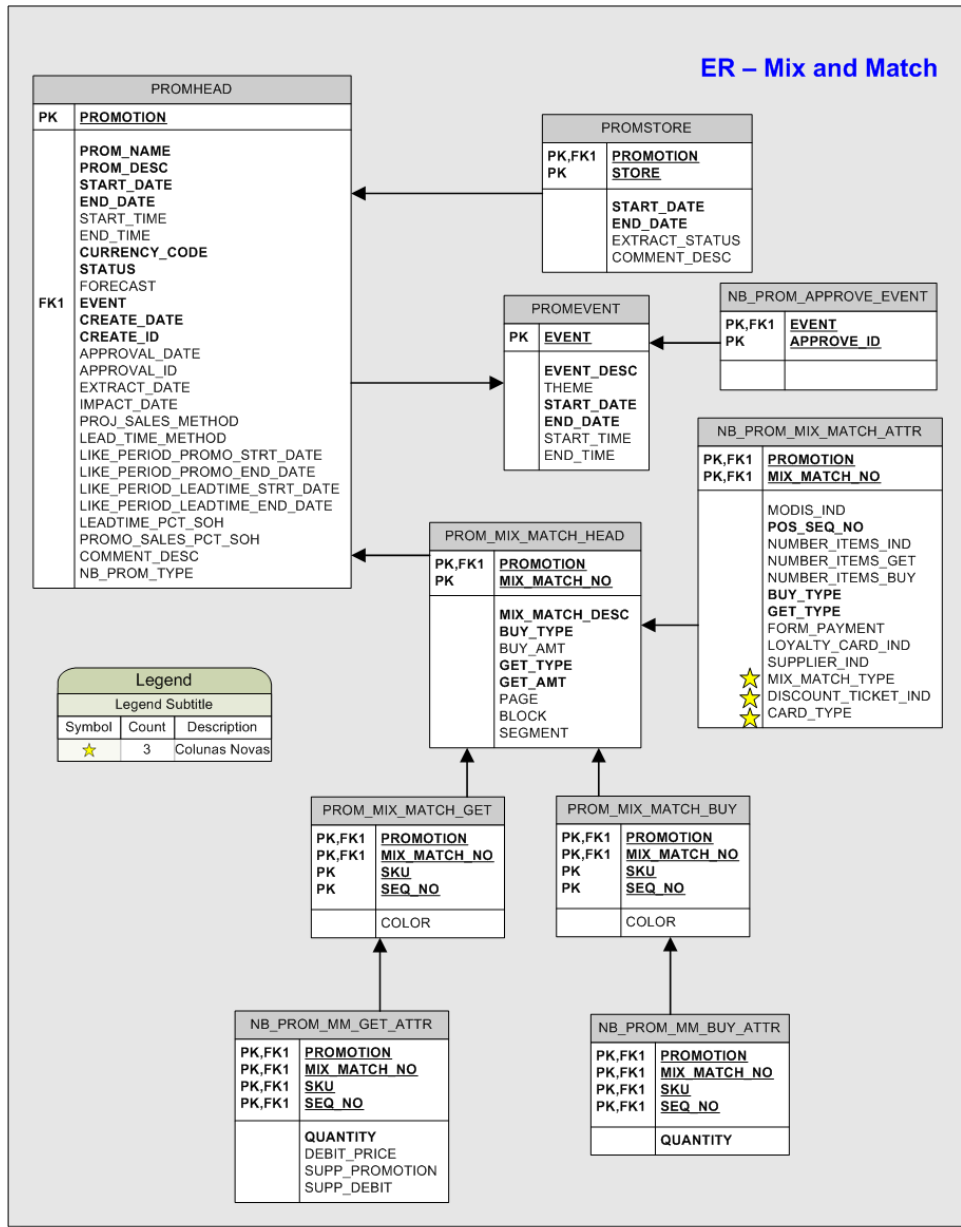 ER – Mix and Match
PROMHEAD
PK PROMOTION
PROM_NAME
PROM_DESC
START_DATE
END_DATE
START_TIME
END_TIME
CURRENCY_CODE
STATUS
FORECAST
FK1 EVENT
CREATE_DATE
CREATE_ID
APPROVAL_DATE
APPROVAL_ID
EXTRACT_DATE
IMPACT_DATE
PROJ_SALES_METHOD
LEAD_TIME_METHOD
LIKE_PERIOD_PROMO_STRT_DATE
LIKE_PERIOD_PROMO_END_DATE
LIKE_PERIOD_LEADTIME_STRT_DATE
LIKE_PERIOD_LEADTIME_END_DATE
LEADTIME_PCT_SOH
PROMO_SALES_PCT_SOH
COMMENT_DESC
NB_PROM_TYPE
PROMSTORE
PK,FK1 PROMOTION
PK STORE
START_DATE
END_DATE
EXTRACT_STATUS
COMMENT_DESC
PROMEVENT
PK EVENT
EVENT_DESC
THEME
START_DATE
END_DATE
START_TIME
END_TIME
NB_PROM_APPROVE_EVENT
PK,FK1 EVENT
PK APPROVE_ID
NB_PROM_MIX_MATCH_ATTR
PK,FK1 PROMOTION
PK,FK1 MIX_MATCH_NO
MODIS_IND
POS_SEQ_NO
NUMBER_ITEMS_IND
NUMBER_ITEMS_GET
NUMBER_ITEMS_BUY
BUY_TYPE
GET_TYPE
FORM_PAYMENT
LOYALTY_CARD_IND
SUPPLIER_IND
MIX_MATCH_TYPE
DISCOUNT_TICKET_IND
CARD_TYPE
PROM_MIX_MATCH_HEAD
PK,FK1 PROMOTION
PK MIX_MATCH_NO
MIX_MATCH_DESC
BUY_TYPE
BUY_AMT
GET_TYPE
GET_AMT
PAGE
BLOCK
SEGMENT
Legend
Legend Subtitle
Symbol Count Description
3 Colunas Novas
PROM_MIX_MATCH_GET
PK,FK1 PROMOTION
PK,FK1 MIX_MATCH_NO
PK SKU
PK SEQ_NO
COLOR
PROM_MIX_MATCH_BUY
PK,FK1 PROMOTION
PK,FK1 MIX_MATCH_NO
PK SKU
PK SEQ_NO
COLOR
NB_PROM_MM_GET_ATTR
PK,FK1 PROMOTION
PK,FK1 MIX_MATCH_NO
PK,FK1 SKU
PK,FK1 SEQ_NO
QUANTITY
DEBIT_PRICE
SUPP_PROMOTION
SUPP_DEBIT
NB_PROM_MM_BUY_ATTR
PK,FK1 PROMOTION
PK,FK1 MIX_MATCH_NO
PK,FK1 SKU
PK,FK1 SEQ_NO
QUANTITY